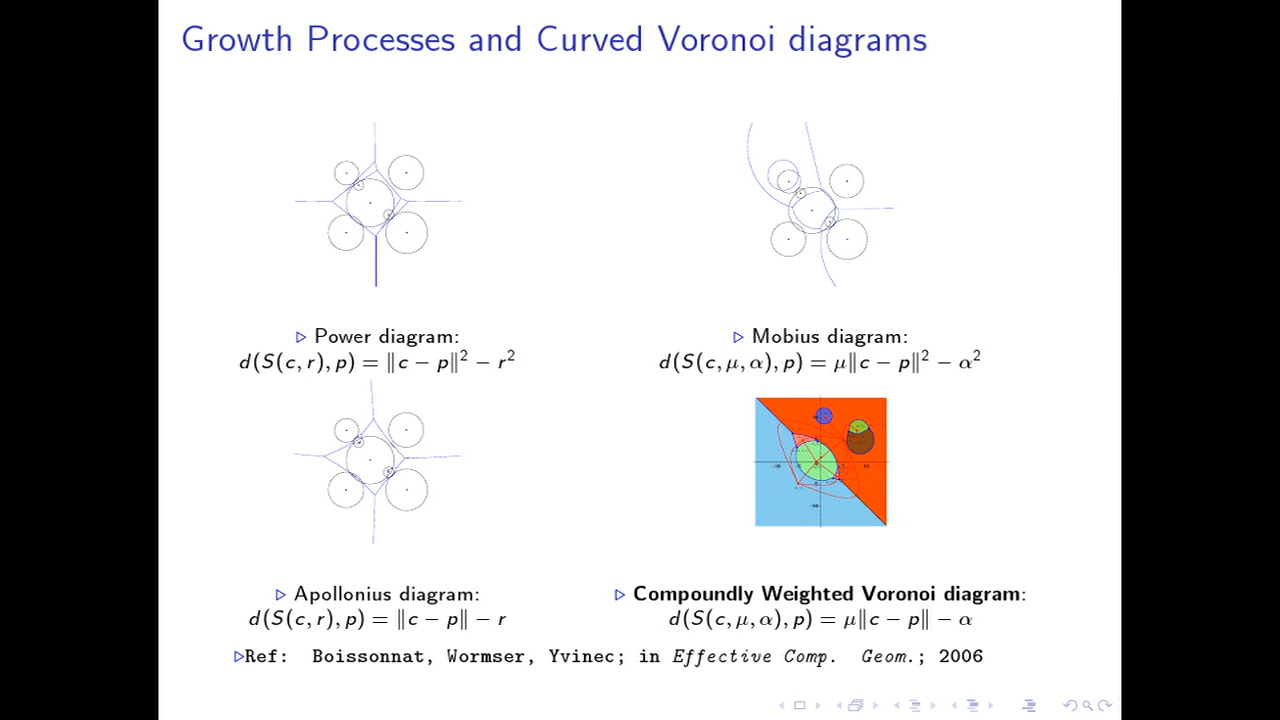 Growth Processes and Curved Voronoi diagrams
▷ Power diagram:
d(S(c, r), p) = ‖c − p‖² − r²
▷ Mobius diagram:
d(S(c, μ, α), p) = μ‖c − p‖² − α²
▷ Apollonius diagram:
d(S(c, r), p) = ‖c − p‖ − r
▷ Compoundly Weighted Voronoi diagram:
d(S(c, μ, α), p) = μ‖c − p‖ − α
▷Ref: Boissonnat, Wormser, Yvinec; in Effective Comp. Geom.; 2006